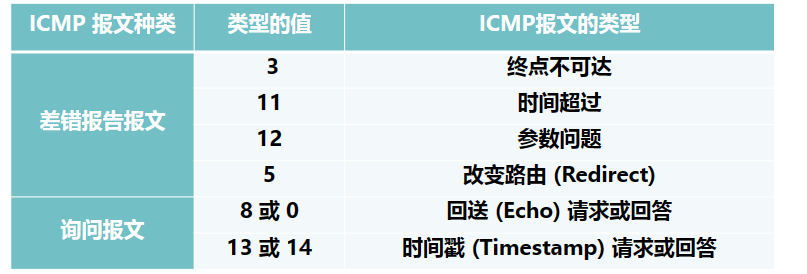 ICMP 报文种类 类型的值 ICMP报文的类型
差错报告报文
3 终点不可达
11 时间超过
12 参数问题
5 改变路由 (Redirect)
询问报文
8 或 0 回送 (Echo) 请求或回答
13 或 14 时间戳 (Timestamp) 请求或回答